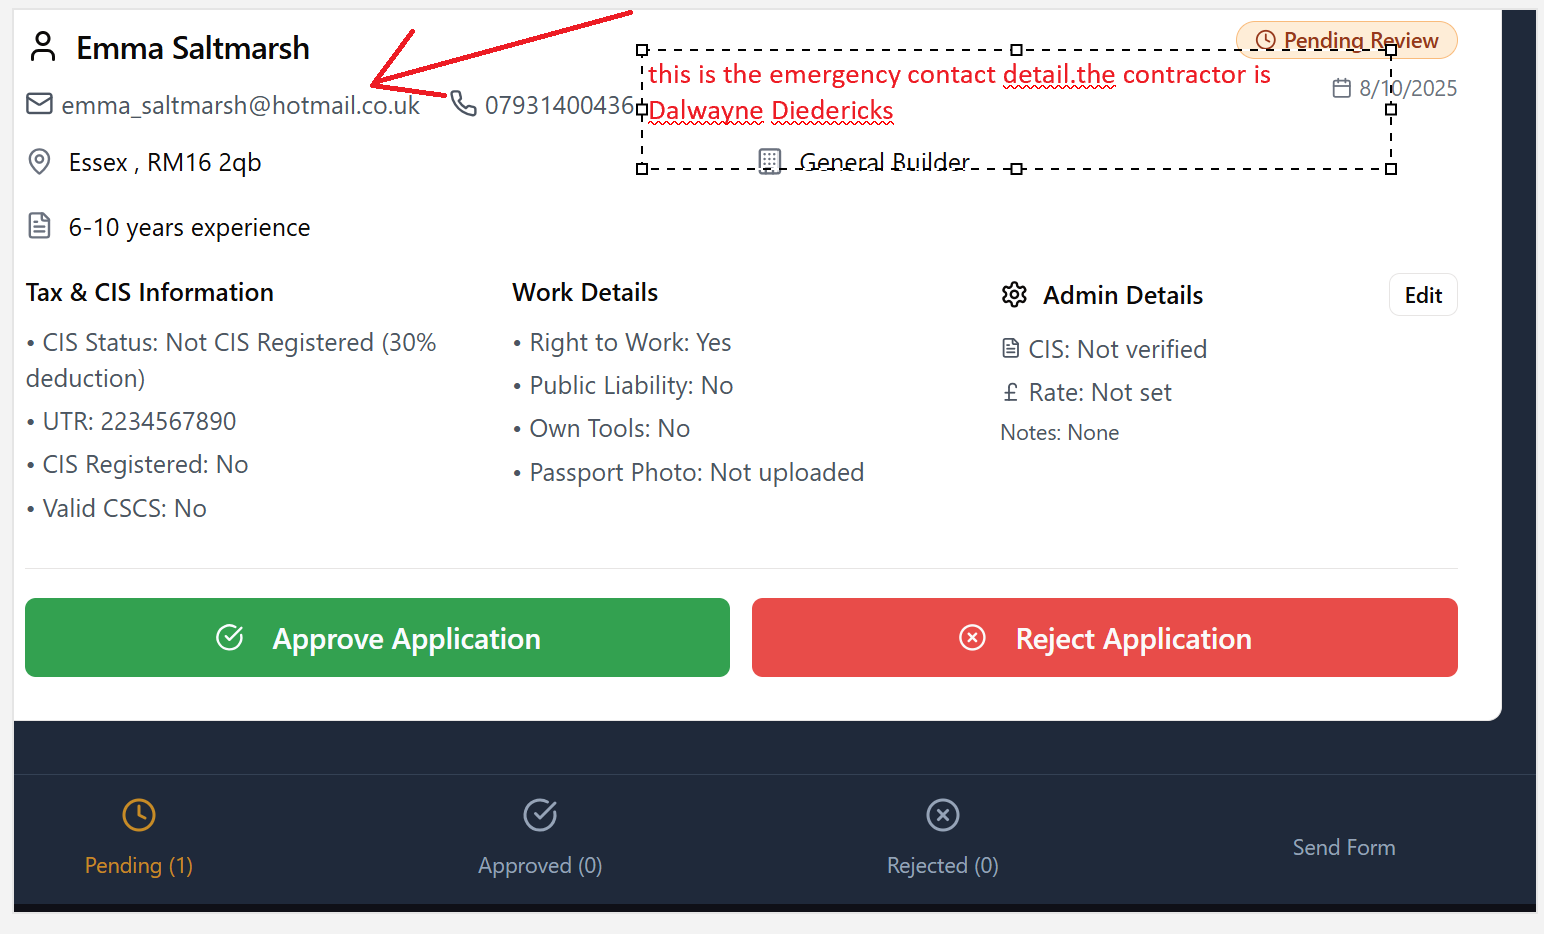 Emma Saltmarsh
Pending Review
this is the emergency contact detail.the contractor is
Dalwayne Diedericks
8/10/2025
emma_saltmarsh@hotmail.co.uk
07931400436
Essex , RM16 2qb
General Builder
6-10 years experience
Tax & CIS Information
• CIS Status: Not CIS Registered (30%
deduction)
• UTR: 2234567890
• CIS Registered: No
• Valid CSCS: No
Work Details
• Right to Work: Yes
• Public Liability: No
• Own Tools: No
• Passport Photo: Not uploaded
Admin Details
Edit
CIS: Not verified
£ Rate: Not set
Notes: None
Approve Application
Reject Application
Pending (1)
Approved (0)
Rejected (0)
Send Form